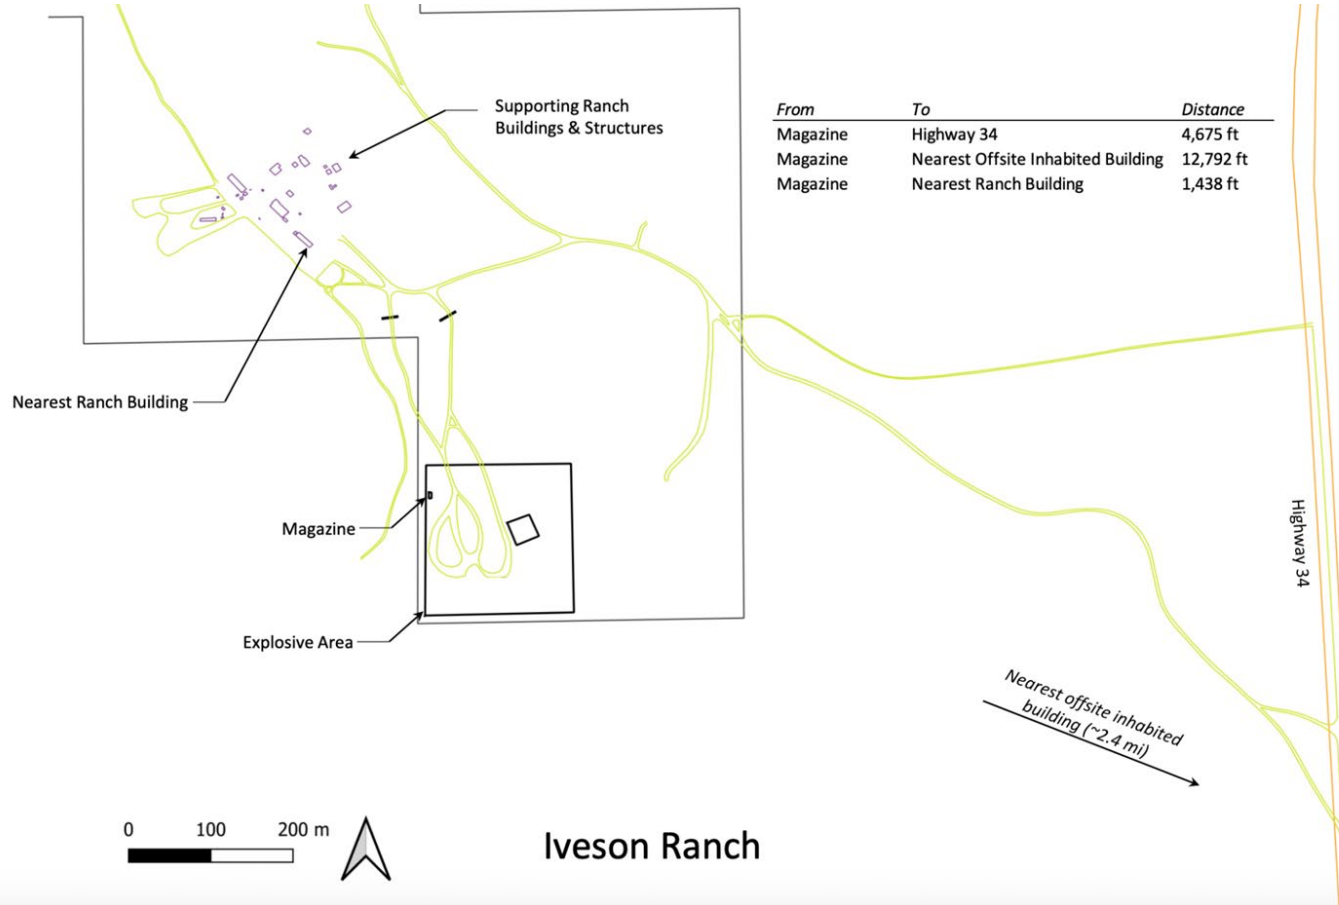 Supporting Ranch
Buildings & Structures
From To Distance
Magazine Highway 34 4,675 ft
Magazine Nearest Offsite Inhabited Building 12,792 ft
Magazine Nearest Ranch Building 1,438 ft
Nearest Ranch Building
Magazine
Explosive Area
Highway 34
Nearest offsite inhabited
building (~2.4 mi)
0 100 200 m
Iveson Ranch